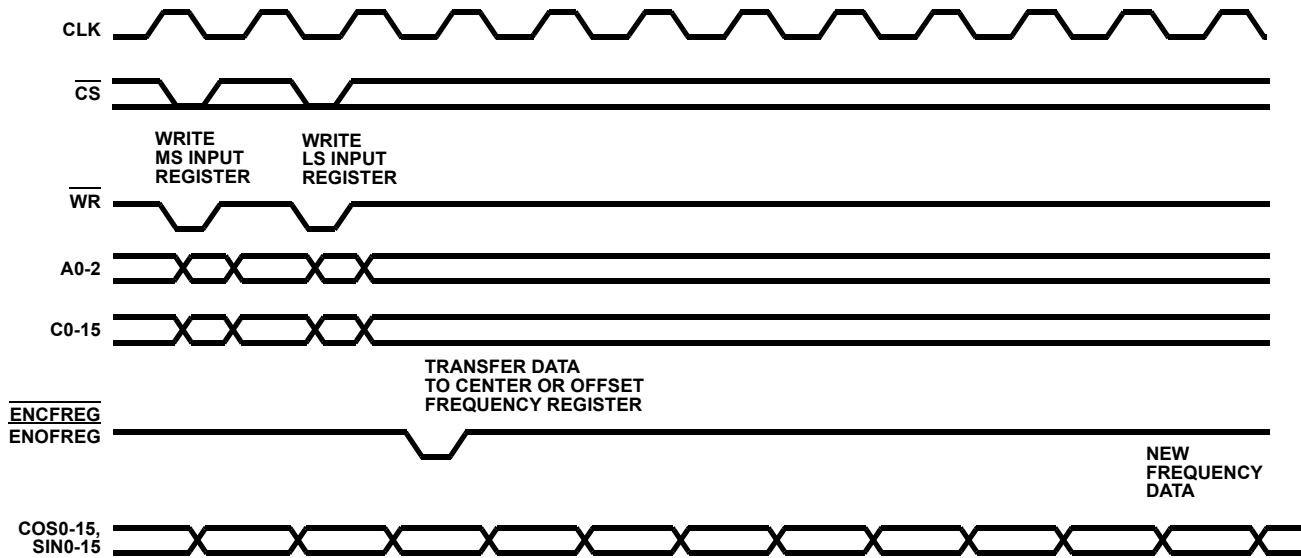 CLK
CS
WRITE
MS INPUT
REGISTER
WRITE
LS INPUT
REGISTER
WR
A0-2
C0-15
TRANSFER DATA
TO CENTER OR OFFSET
FREQUENCY REGISTER
ENCFREG
ENOFREG
NEW
FREQUENCY
DATA
COS0-15,
SIN0-15